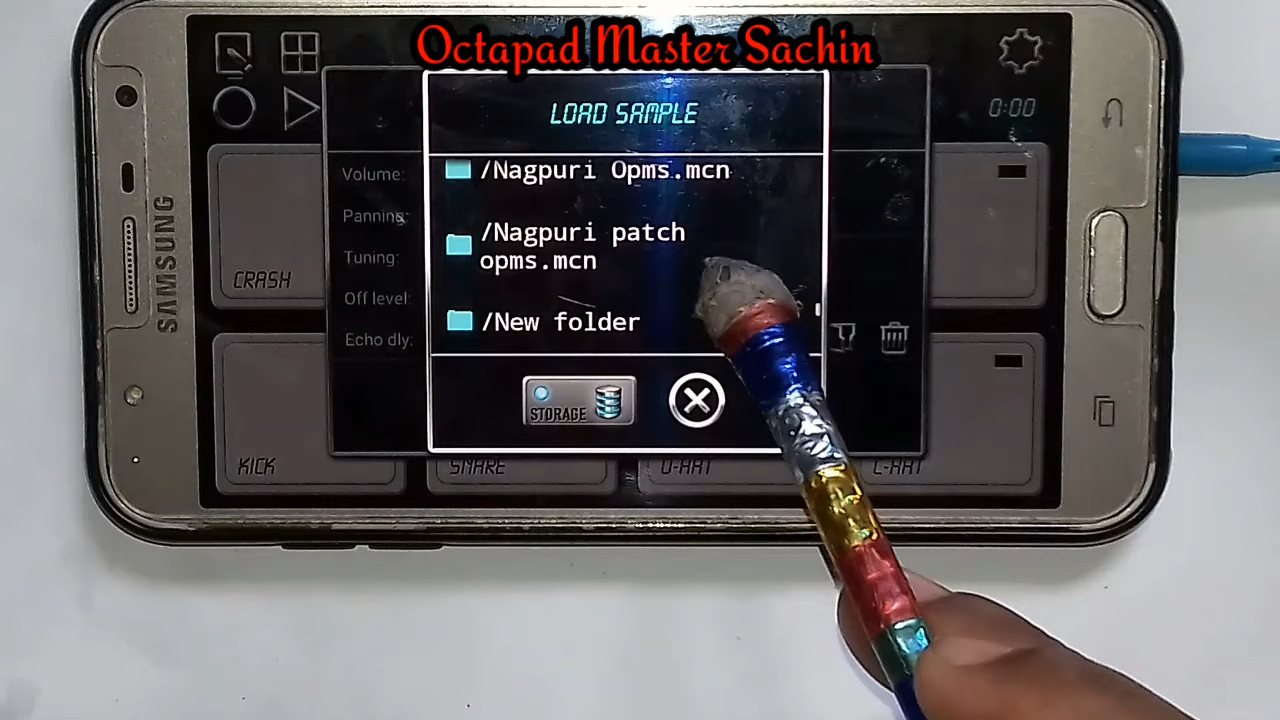 Octapad Master Sachin
LOAD SAMPLE
0:00
/Nagpuri Opms.mcn
Volume:
/Nagpuri patch
opms.mcn
Panning:
Tuning:
CRASH
Off level:
/New folder
Echo dly:
STORAGE
KICK
SNARE
SAMSUNG